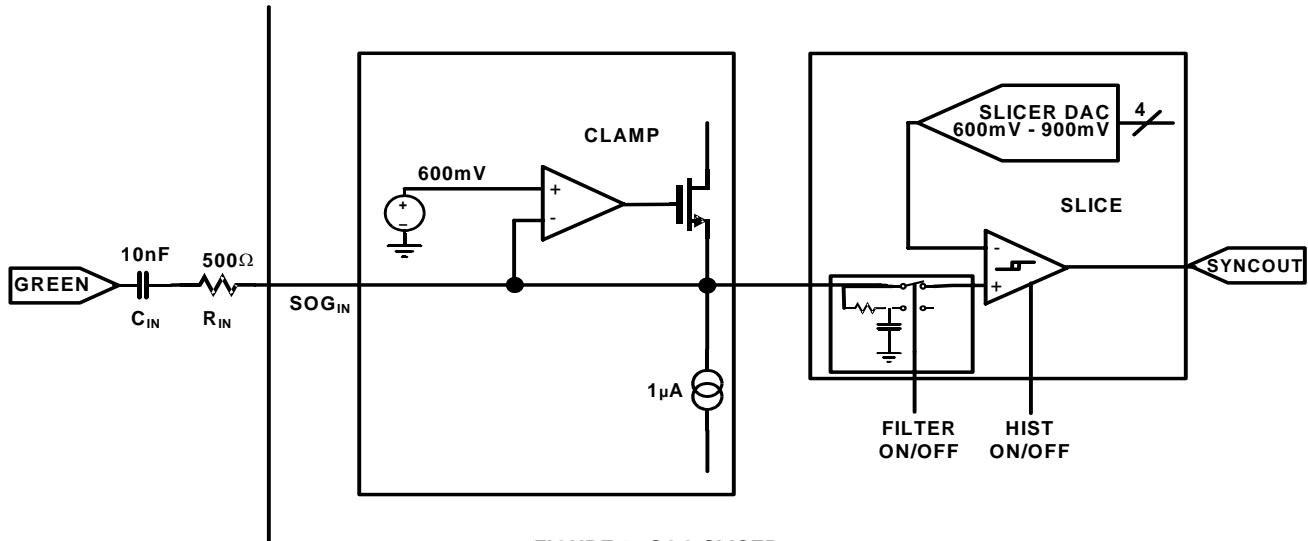 GREEN
10nF
C_IN
500Ω
R_IN
SOG_IN
600mV
+
-
+
-
CLAMP
1µA
SLICER DAC
600mV - 900mV
4
SLICE
-
+
SYNCOUT
FILTER
ON/OFF
HIST
ON/OFF